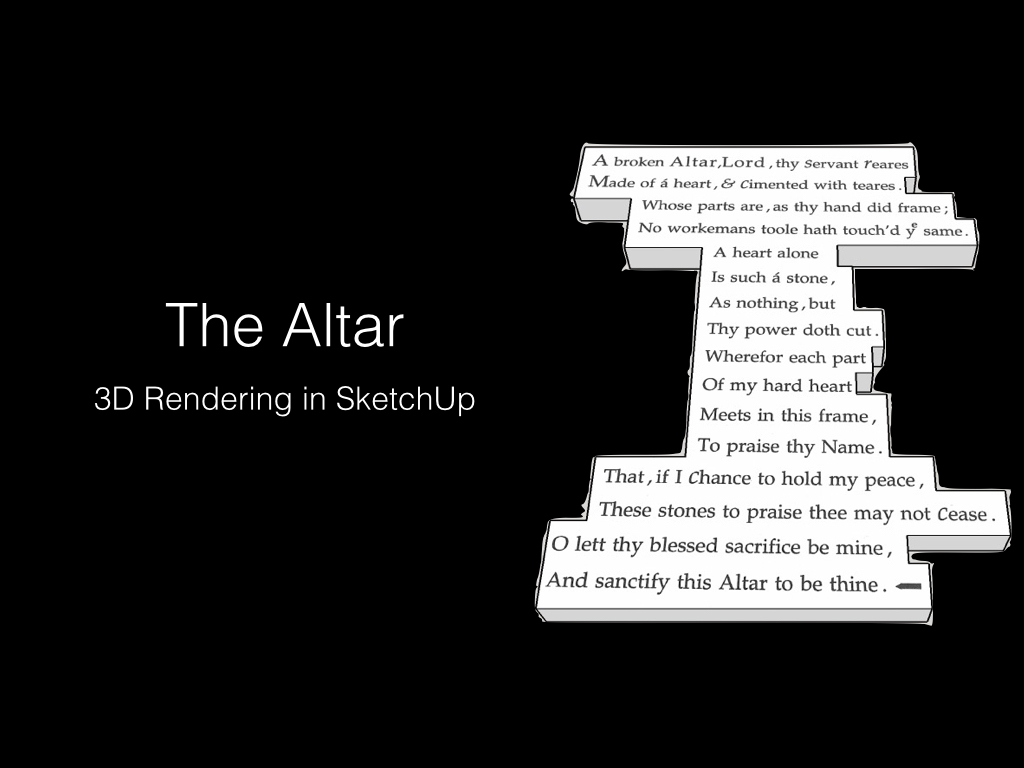 The Altar
3D Rendering in SketchUp
A broken Altar, Lord, thy servant reares
Made of á heart, & cimented with teares.
Whose parts are, as thy hand did frame;
No workemans toole hath touch'd yᵉ same.
A heart alone
Is such á stone,
As nothing, but
Thy power doth cut.
Wherefor each part
Of my hard heart
Meets in this frame,
To praise thy Name.
That, if I Chance to hold my peace,
These stones to praise thee may not Cease.
O lett thy blessed sacrifice be mine,
And sanctify this Altar to be thine.